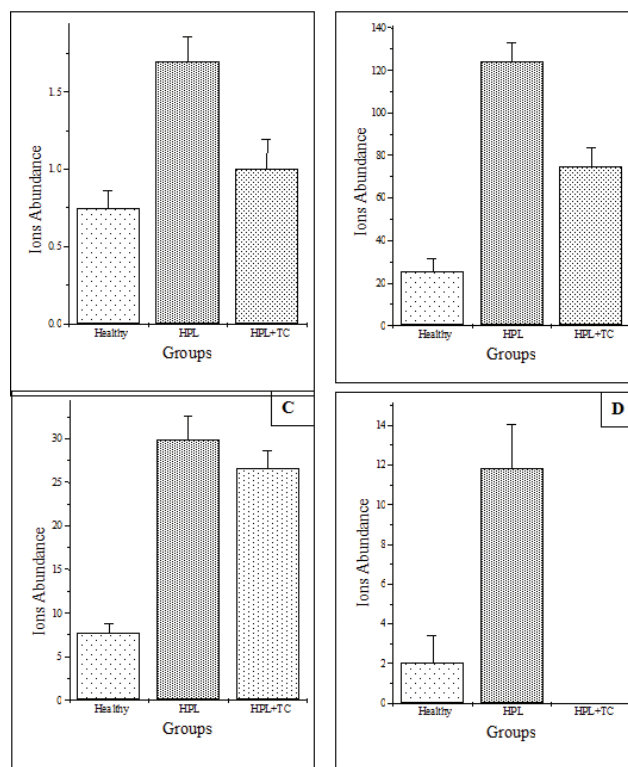 Ions Abundance
1.5
1.0
0.5
0.0
Healthy HPL HPL+TC
Groups
Ions Abundance
140
120
100
80
60
40
20
0
Healthy HPL HPL+TC
Groups
C
Ions Abundance
30
25
20
15
10
5
0
Healthy HPL HPL+TC
Groups
D
Ions Abundance
14
12
10
8
6
4
2
0
Healthy HPL HPL+TC
Groups